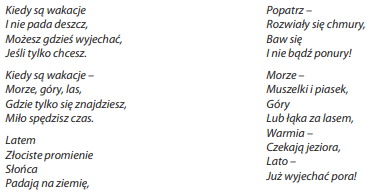 Kiedy są wakacje
I nie pada deszcz,
Możesz gdzieś wyjechać,
Jeśli tylko chcesz.
Kiedy są wakacje –
Morze, góry, las,
Gdzie tylko się znajdziesz,
Miło spędzisz czas.
Latem
Złociste promienie
Słońca
Padają na ziemię,
Popatrz –
Rozwiały się chmury,
Baw się
I nie bądź ponury!
Morze –
Muszelki i piasek,
Góry
Lub łąka za lasem,
Warmia –
Czekają jeziora,
Lato –
Już wyjechać pora!